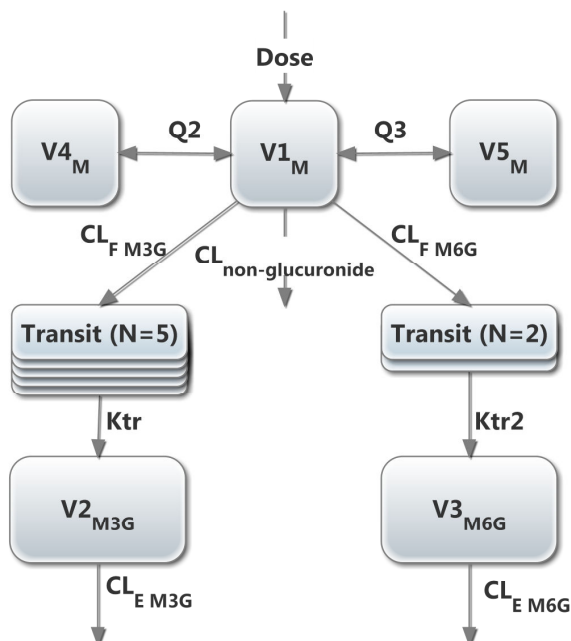 Dose
V4M
Q2
V1M
Q3
V5M
CLF M3G
CLnon-glucuronide
CLF M6G
Transit (N=5)
Transit (N=2)
Ktr
Ktr2
V2M3G
V3M6G
CLE M3G
CLE M6G